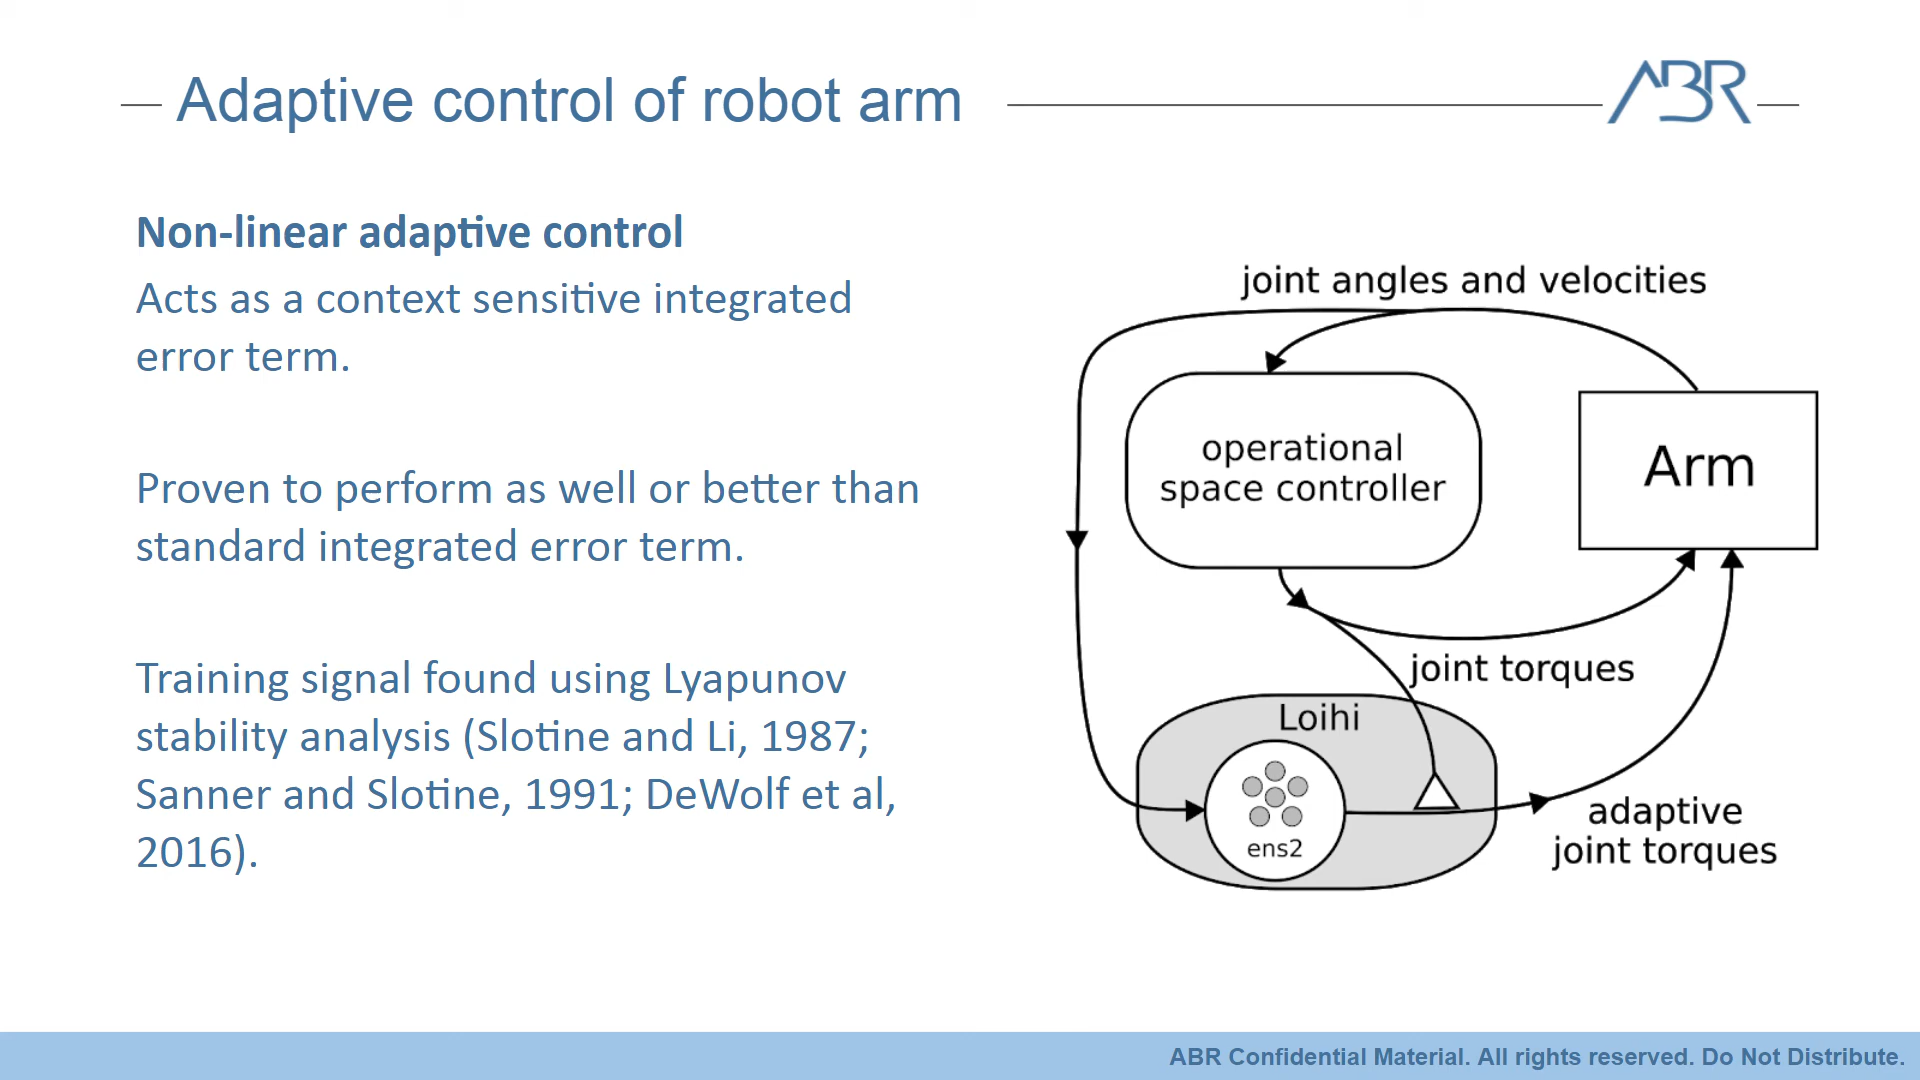 Adaptive control of robot arm
ABR
Non-linear adaptive control
Acts as a context sensitive integrated
error term.
Proven to perform as well or better than
standard integrated error term.
Training signal found using Lyapunov
stability analysis (Slotine and Li, 1987;
Sanner and Slotine, 1991; DeWolf et al,
2016).
joint angles and velocities
operational
space controller
Arm
joint torques
Loihi
ens2
adaptive
joint torques
ABR Confidential Material. All rights reserved. Do Not Distribute.